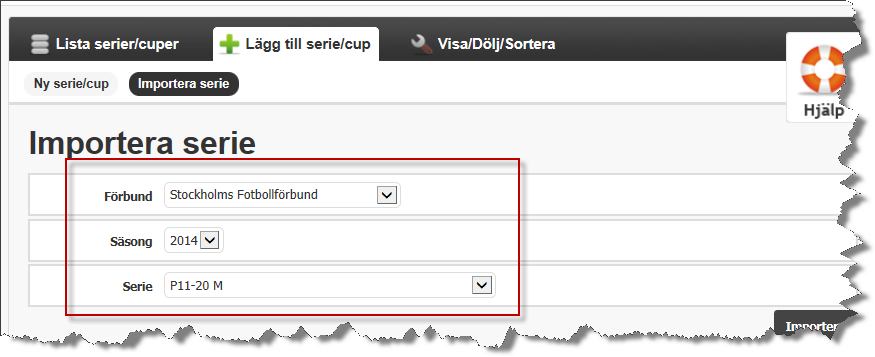 Lista serier/cuper Lägg till serie/cup Visa/Dölj/Sortera
Hjälp
Ny serie/cup Importera serie
Importera serie
Förbund Stockholms Fotbollförbund
Säsong 2014
Serie P11-20 M